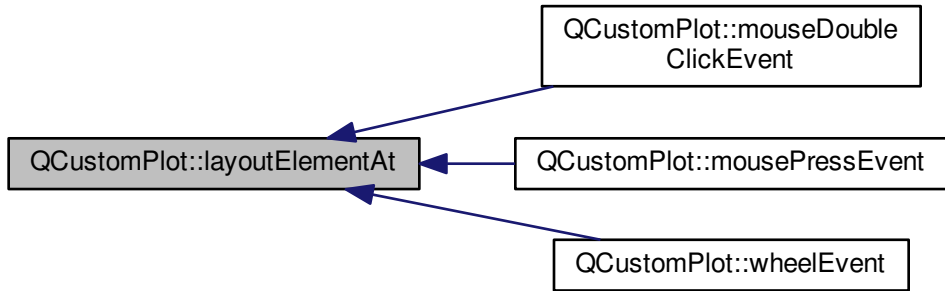 QCustomPlot::mouseDouble
ClickEvent
QCustomPlot::layoutElementAt
QCustomPlot::mousePressEvent
QCustomPlot::wheelEvent